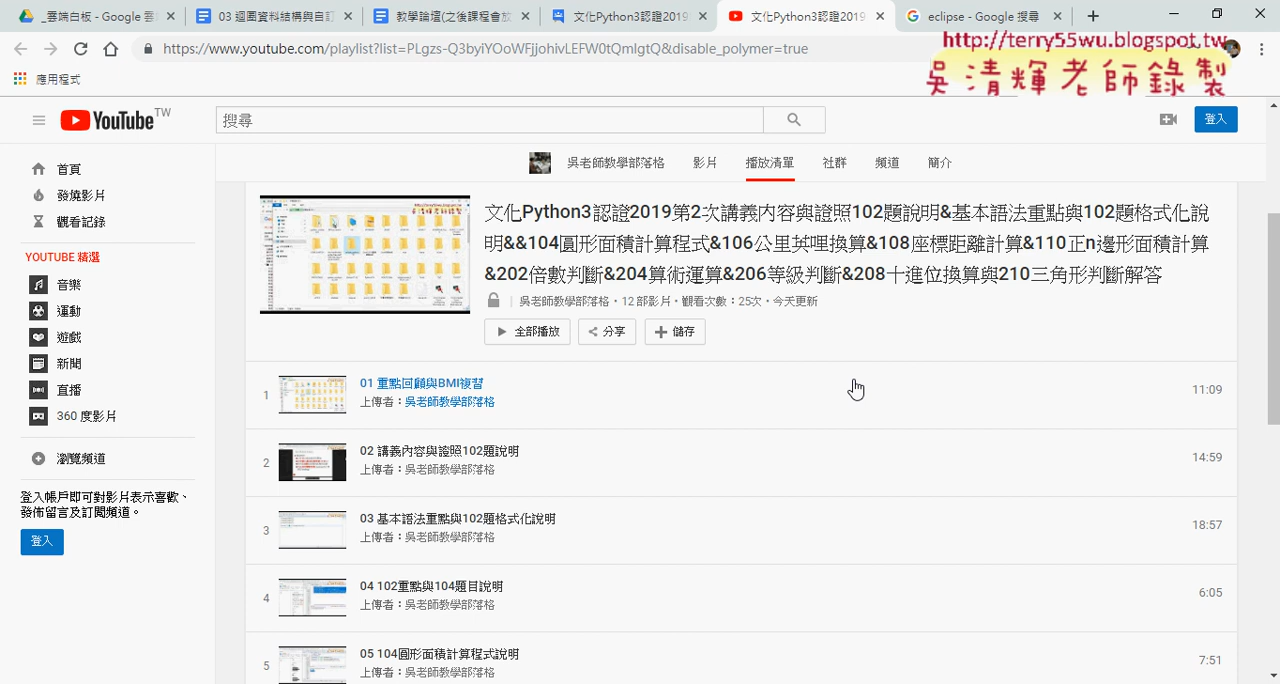 _雲端白板 - Google 雲
03 迴圈資料結構與自訂
教學論壇(之後課程會放
文化Python3認證2019
文化Python3認證2019
eclipse - Google 搜尋
https://www.youtube.com/playlist?list=PLgzs-Q3byiYOoWFjjohivLEFW0tQmlgtQ&disable_polymer=true
http://terry55wu.blogspot.tw
吳清輝老師錄製
應用程式
YouTube TW
搜尋
登入
吳老師教學部落格
影片
播放清單
社群
頻道
簡介
首頁
發燒影片
觀看記錄
YOUTUBE 精選
音樂
運動
遊戲
新聞
直播
360 度影片
瀏覽頻道
登入帳戶即可對影片表示喜歡、
發佈留言及訂閱頻道。
登入
文化Python3認證2019第2次講義內容與證照102題說明&基本語法重點與102題格式化說
明&&104圓形面積計算程式&106公里英哩換算&108座標距離計算&110正n邊形面積計算
&202倍數判斷&204算術運算&206等級判斷&208十進位換算與210三角形判斷解答
吳老師教學部落格・12 部影片・觀看次數：25次・今天更新
全部播放
分享
儲存
1
01 重點回顧與BMI複習
上傳者：吳老師教學部落格
11:09
2
02 講義內容與證照102題說明
上傳者：吳老師教學部落格
14:59
3
03 基本語法重點與102題格式化說明
上傳者：吳老師教學部落格
18:57
4
04 102重點與104題目說明
上傳者：吳老師教學部落格
6:05
5
05 104圓形面積計算程式說明
上傳者：吳老師教學部落格
7:51